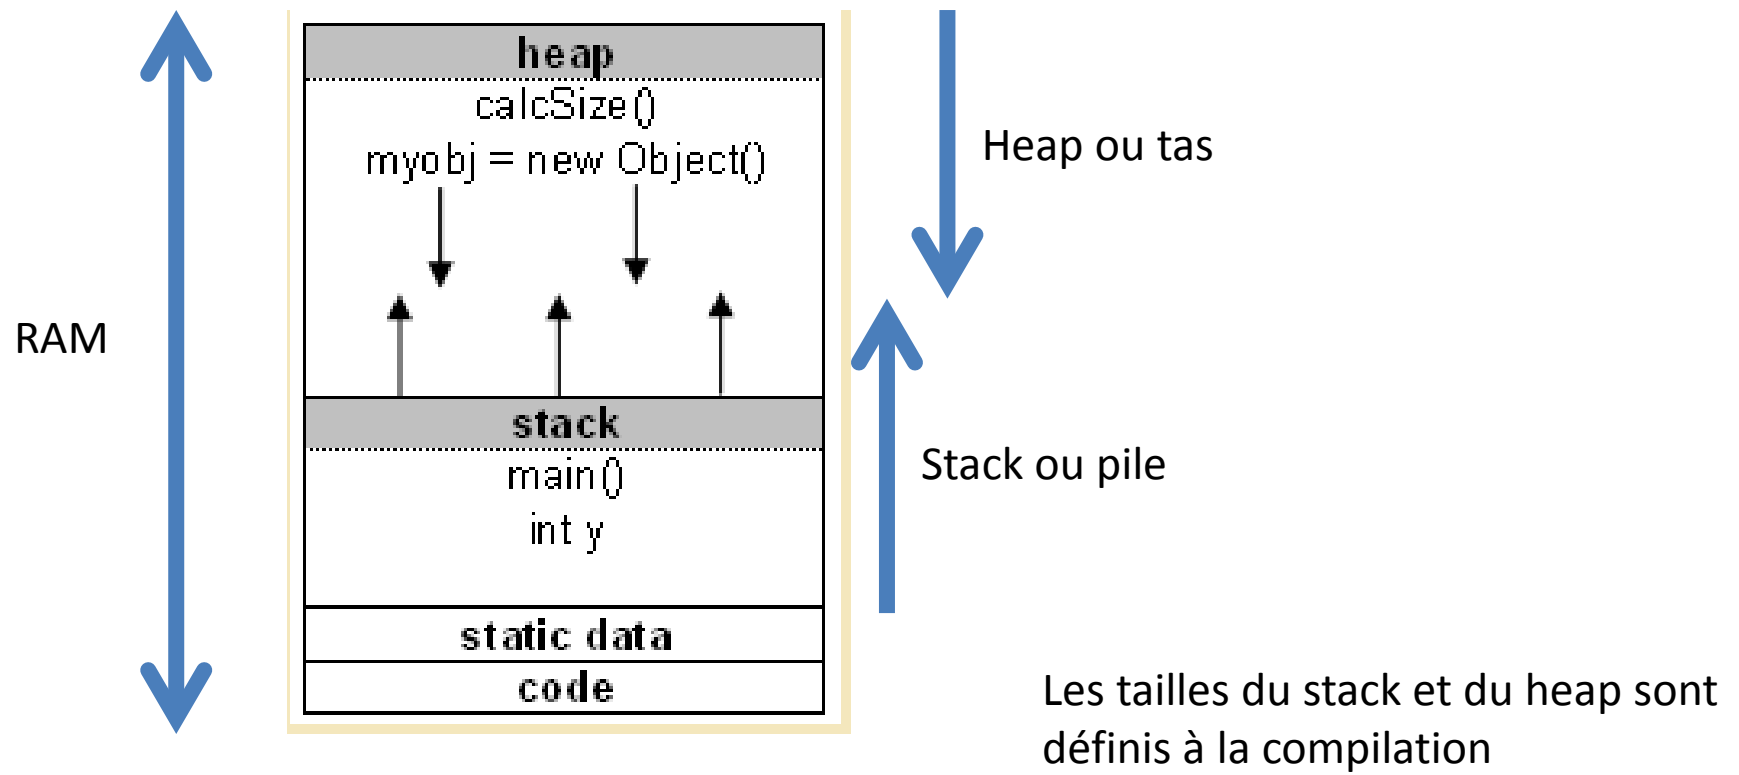 heap
calcSize()
myobj = new Object()
Heap ou tas
RAM
stack
main()
int y
Stack ou pile
static data
code
Les tailles du stack et du heap sont
définis à la compilation